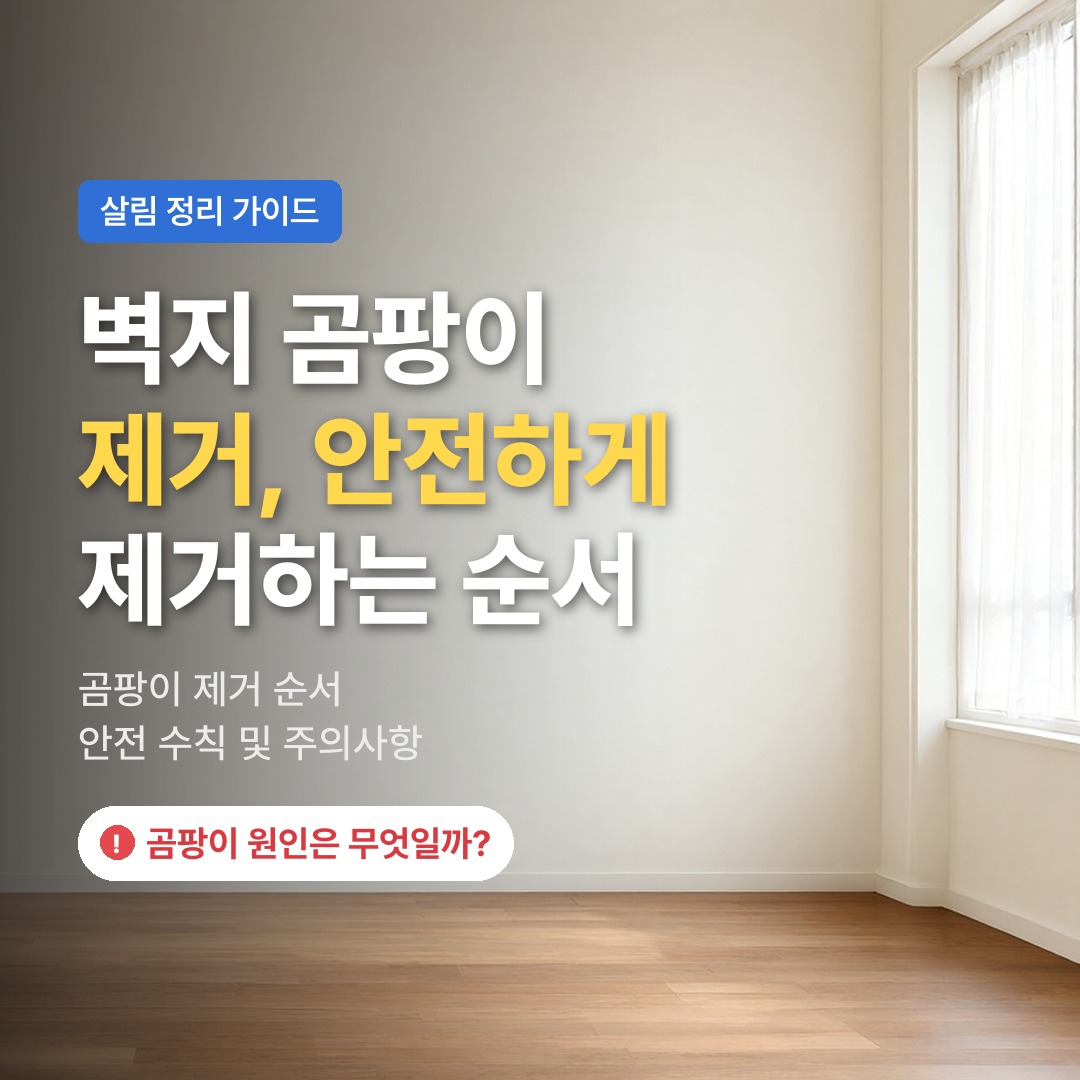 살림 정리 가이드
벽지 곰팡이
제거, 안전하게
제거하는 순서
곰팡이 제거 순서
안전 수칙 및 주의사항
! 곰팡이 원인은 무엇일까?